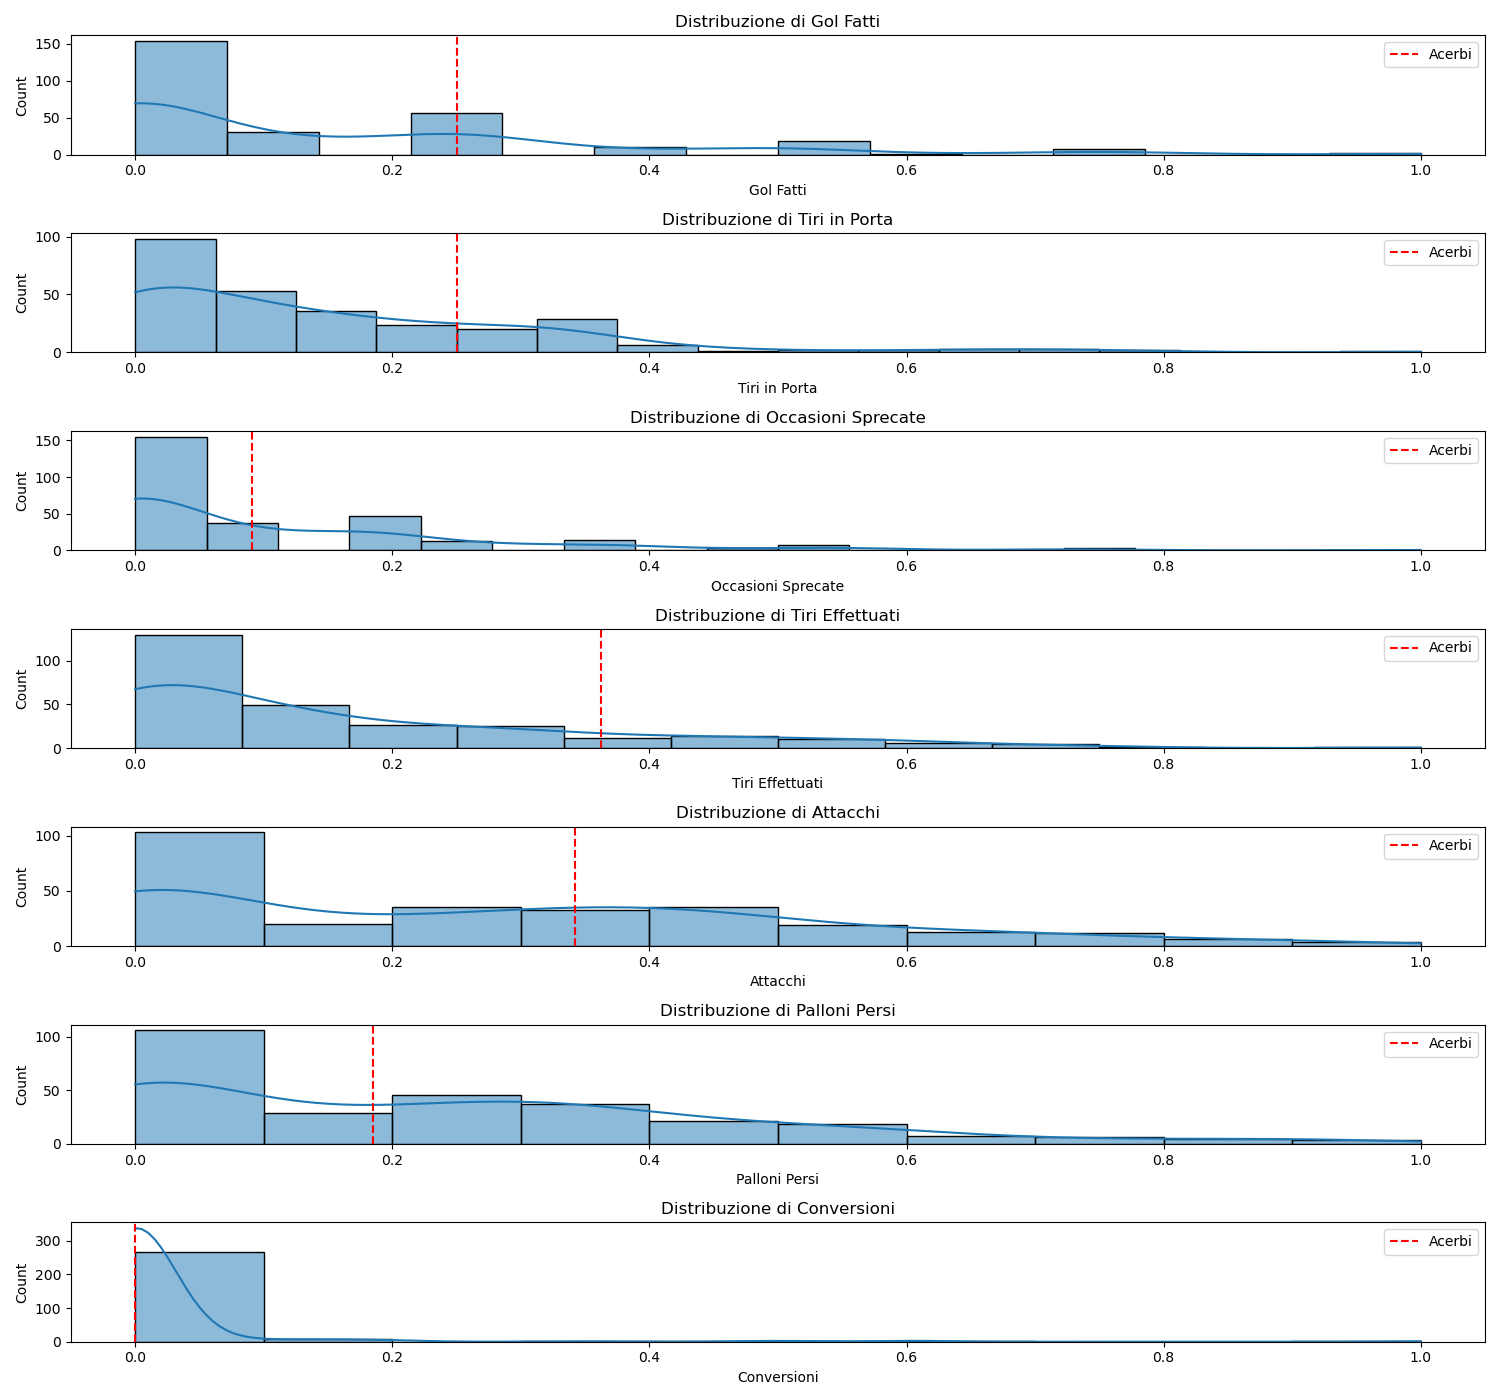 Distribuzione di Gol Fatti
Acerbi
150
100
50
0
Count
0.0 0.2 0.4 0.6 0.8 1.0
Gol Fatti
Distribuzione di Tiri in Porta
Acerbi
100
50
0
Count
0.0 0.2 0.4 0.6 0.8 1.0
Tiri in Porta
Distribuzione di Occasioni Sprecate
Acerbi
150
100
50
0
Count
0.0 0.2 0.4 0.6 0.8 1.0
Occasioni Sprecate
Distribuzione di Tiri Effettuati
Acerbi
100
50
0
Count
0.0 0.2 0.4 0.6 0.8 1.0
Tiri Effettuati
Distribuzione di Attacchi
Acerbi
100
50
0
Count
0.0 0.2 0.4 0.6 0.8 1.0
Attacchi
Distribuzione di Palloni Persi
Acerbi
100
50
0
Count
0.0 0.2 0.4 0.6 0.8 1.0
Palloni Persi
Distribuzione di Conversioni
Acerbi
300
200
100
0
Count
0.0 0.2 0.4 0.6 0.8 1.0
Conversioni